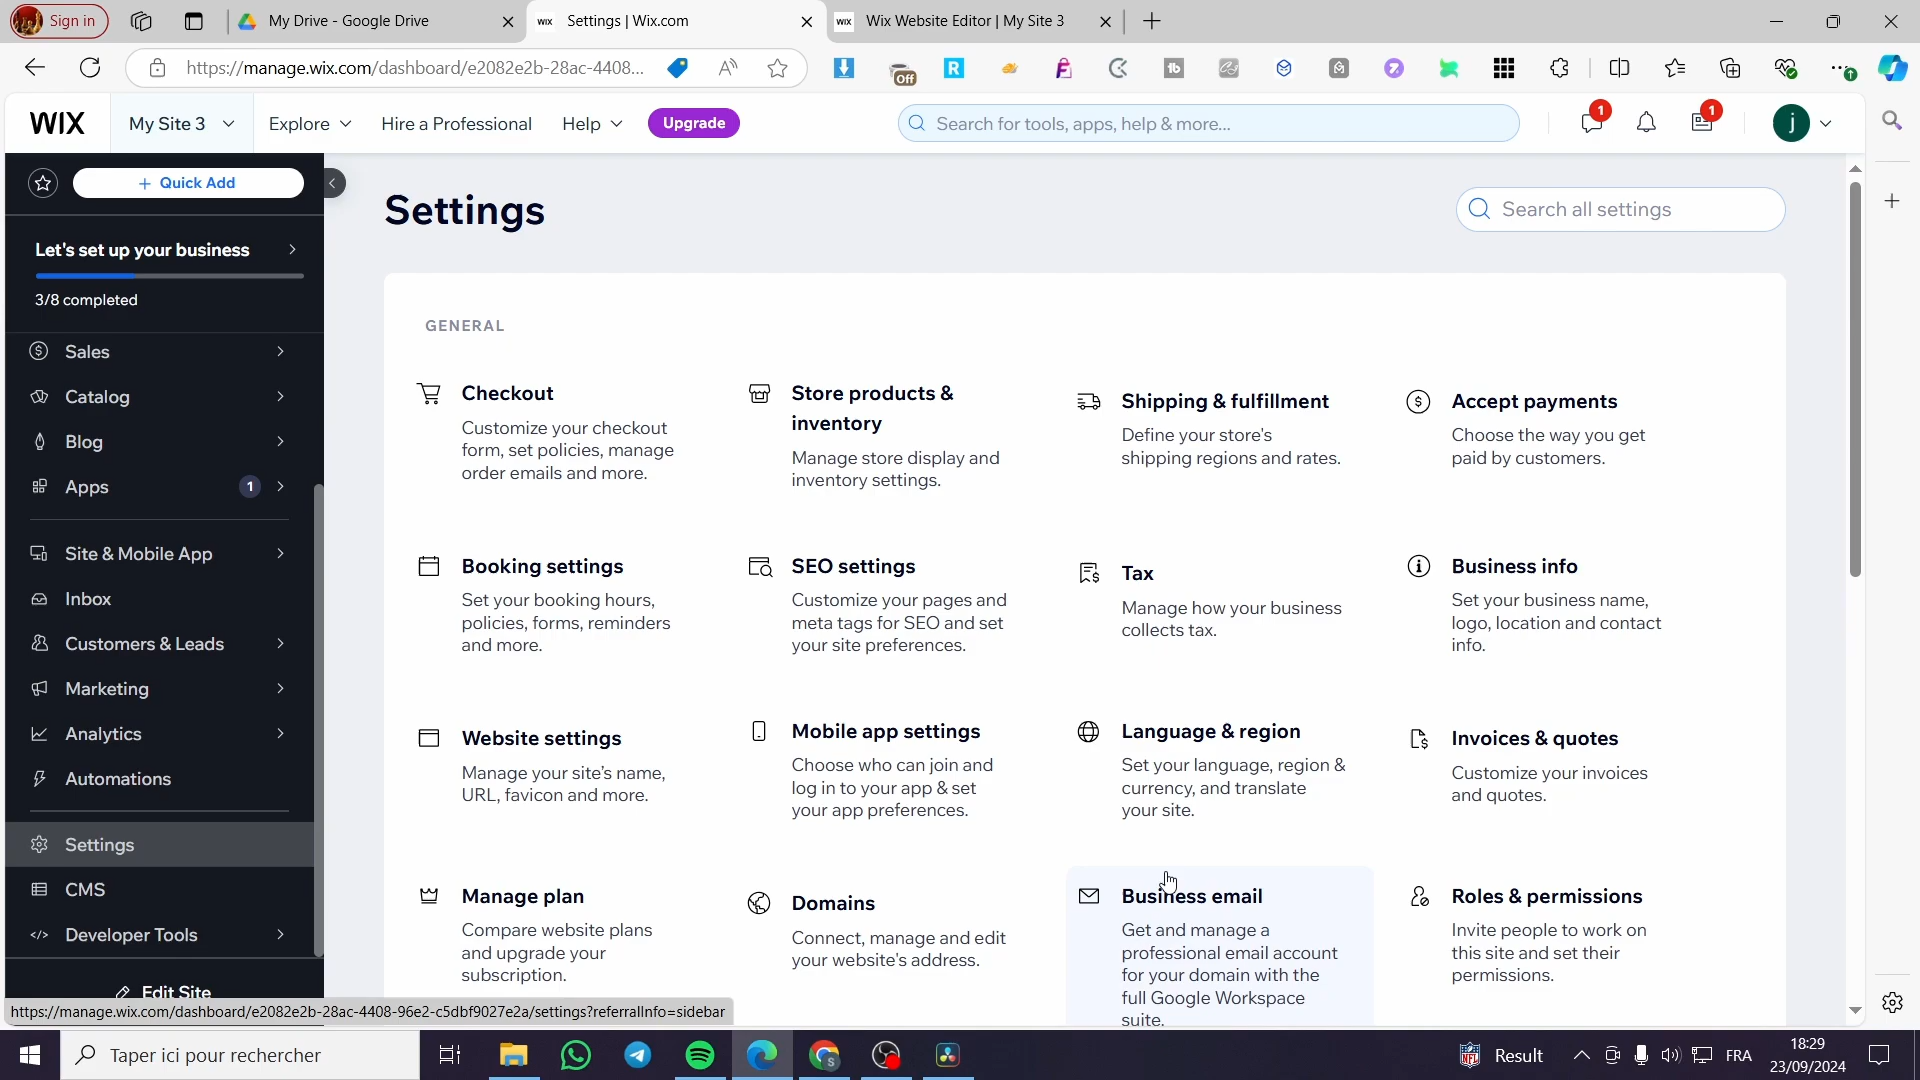 Sign in
My Drive - Google Drive
WIX
Settings | Wix.com
WIX
Wix Website Editor | My Site 3
https://manage.wix.com/dashboard/e2082e2b-28ac-4408...
Off
WIX
My Site 3
Explore
Hire a Professional
Help
Upgrade
Search for tools, apps, help & more...
1
1
j
+ Quick Add
Let's set up your business
3/8 completed
Sales
Catalog
Blog
Apps
1
Site & Mobile App
Inbox
Customers & Leads
Marketing
Analytics
Automations
Settings
CMS
Developer Tools
Edit Site
Settings
Search all settings
GENERAL
Checkout
Customize your checkout
form, set policies, manage
order emails and more.
Store products &
inventory
Manage store display and
inventory settings.
Shipping & fulfillment
Define your store's
shipping regions and rates.
Accept payments
Choose the way you get
paid by customers.
Booking settings
Set your booking hours,
policies, forms, reminders
and more.
SEO settings
Customize your pages and
meta tags for SEO and set
your site preferences.
Tax
Manage how your business
collects tax.
Business info
Set your business name,
logo, location and contact
info.
Website settings
Manage your site's name,
URL, favicon and more.
Mobile app settings
Choose who can join and
log in to your app & set
your app preferences.
Language & region
Set your language, region &
currency, and translate
your site.
Invoices & quotes
Customize your invoices
and quotes.
Manage plan
Compare website plans
and upgrade your
subscription.
Domains
Connect, manage and edit
your website's address.
Business email
Get and manage a
professional email account
for your domain with the
full Google Workspace
suite.
Roles & permissions
Invite people to work on
this site and set their
permissions.
https://manage.wix.com/dashboard/e2082e2b-28ac-4408-96e2-c5dbf9027e2a/settings?referralInfo=sidebar
Taper ici pour rechercher
Result
FRA
18:29
23/09/2024